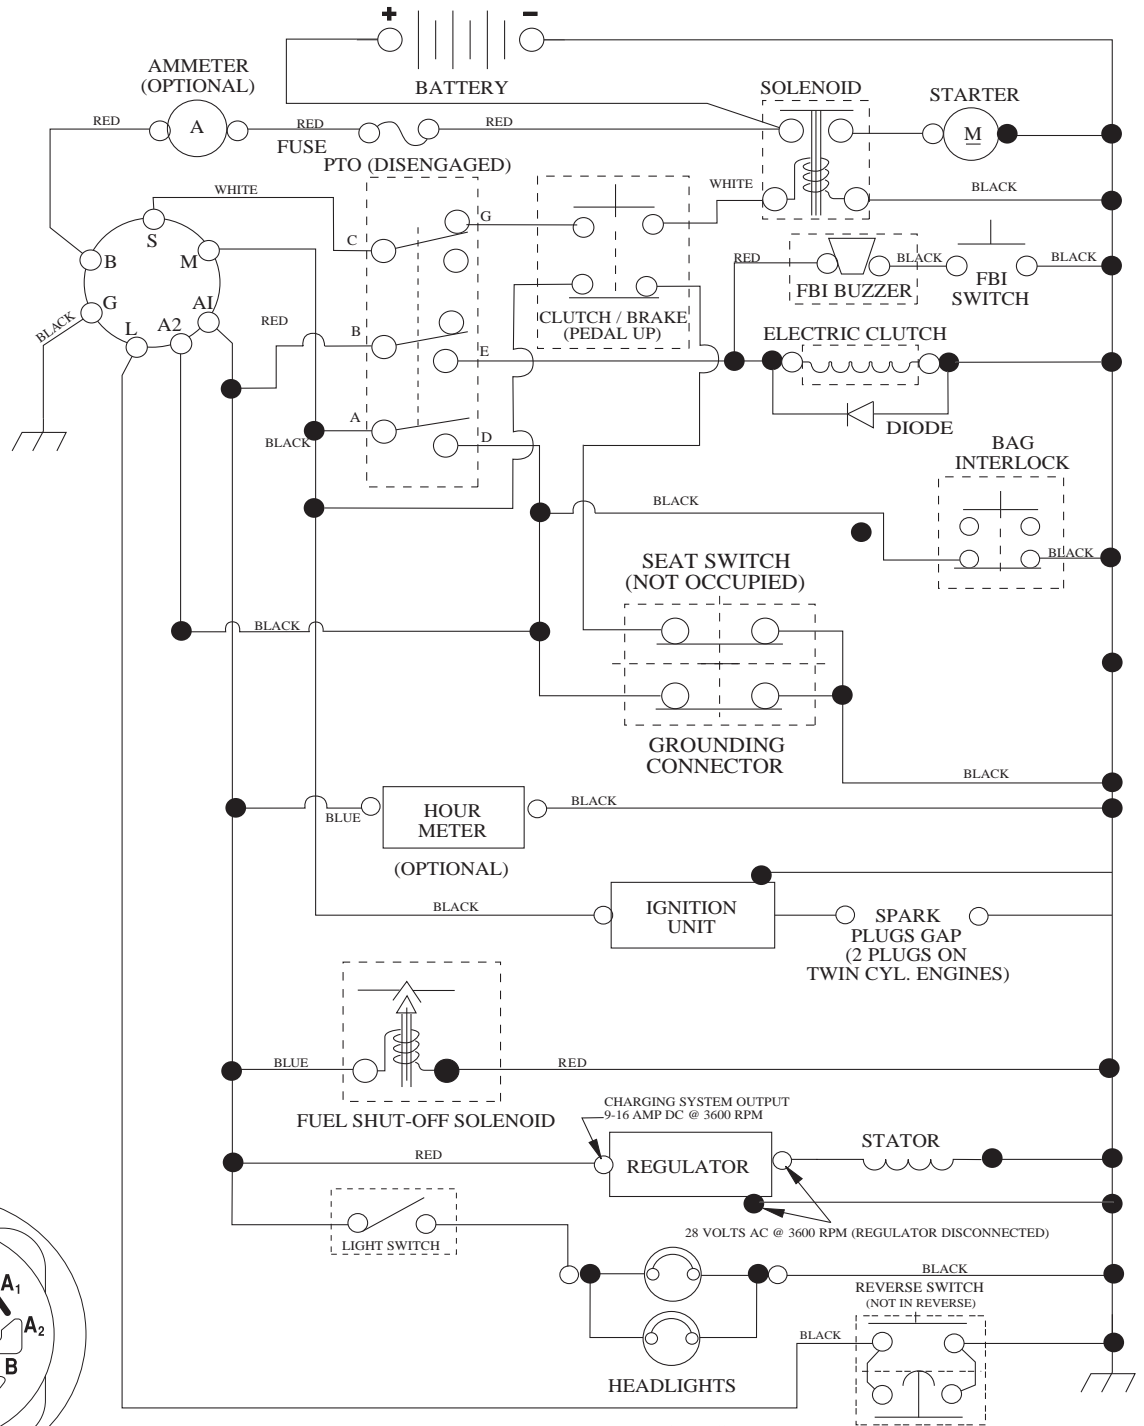 +
−
BATTERY
AMMETER
(OPTIONAL)
SOLENOID
STARTER
RED
A
RED
FUSE
RED
M
PTO (DISENGAGED)
WHITE
WHITE
BLACK
S
C
G
B
M
RED
BLACK
BLACK
FBI BUZZER
FBI
SWITCH
G
A1
L
A2
BLACK
RED
B
CLUTCH / BRAKE
(PEDAL UP)
ELECTRIC CLUTCH
E
A
BLACK
D
DIODE
BAG
INTERLOCK
BLACK
BLACK
SEAT SWITCH
(NOT OCCUPIED)
BLACK
GROUNDING
CONNECTOR
BLACK
BLUE
HOUR
METER
BLACK
(OPTIONAL)
BLACK
IGNITION
UNIT
SPARK
PLUGS GAP
(2 PLUGS ON
TWIN CYL. ENGINES)
BLUE
RED
FUEL SHUT-OFF SOLENOID
CHARGING SYSTEM OUTPUT
9-16 AMP DC @ 3600 RPM
RED
REGULATOR
STATOR
28 VOLTS AC @ 3600 RPM (REGULATOR DISCONNECTED)
LIGHT SWITCH
BLACK
REVERSE SWITCH
(NOT IN REVERSE)
BLACK
HEADLIGHTS
A1
A2
B